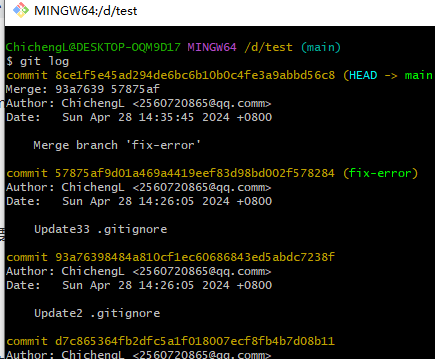 MINGW64:/d/test
ChichengL@DESKTOP-OQM9D17 MINGW64 /d/test (main)
$ git log
commit 8ce1f5e45ad294de6bc6b10b0c4fe3a9abbd56c8 (HEAD -> main
Merge: 93a7639 57875af
Author: ChichengL <2560720865@qq.comm>
Date:   Sun Apr 28 14:35:45 2024 +0800
    Merge branch 'fix-error'
commit 57875af9d01a469a4419eef83d98bd002f578284 (fix-error)
Author: ChichengL <2560720865@qq.comm>
Date:   Sun Apr 28 14:26:05 2024 +0800
    Update33 .gitignore
commit 93a76398484a810cf1ec60686843ed5abdc7238f
Author: ChichengL <2560720865@qq.comm>
Date:   Sun Apr 28 14:26:05 2024 +0800
    Update2 .gitignore
commit d7c865364fb2dfc5a1f018007ecf8fb4b7d08b11
Author: ChichengL <2560720865@qq.comm>